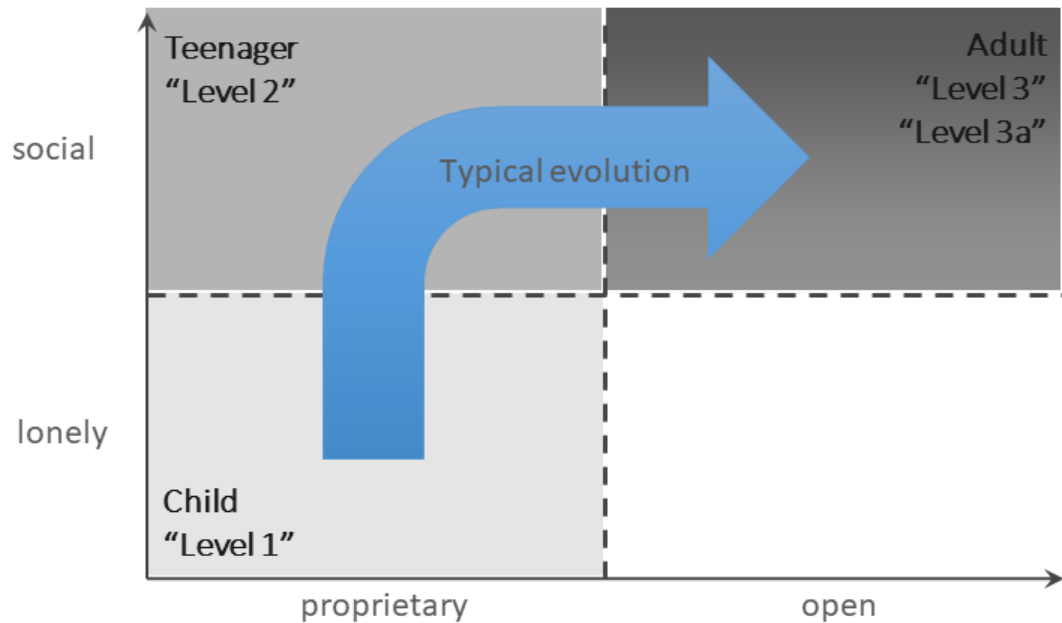 Teenager
“Level 2”
Adult
“Level 3”
“Level 3a”
social
Typical evolution
lonely
Child
“Level 1”
proprietary
open